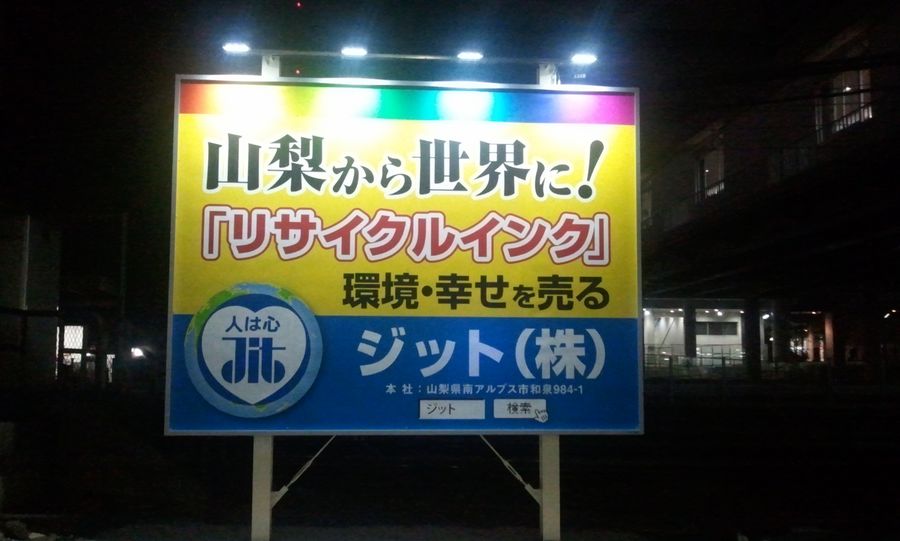 山梨から世界に!
「リサイクルインク」
環境・幸せを売る
人は心
Jit
ジット(株)
本社:山梨県南アルプス市和泉984-1
ジット 検索